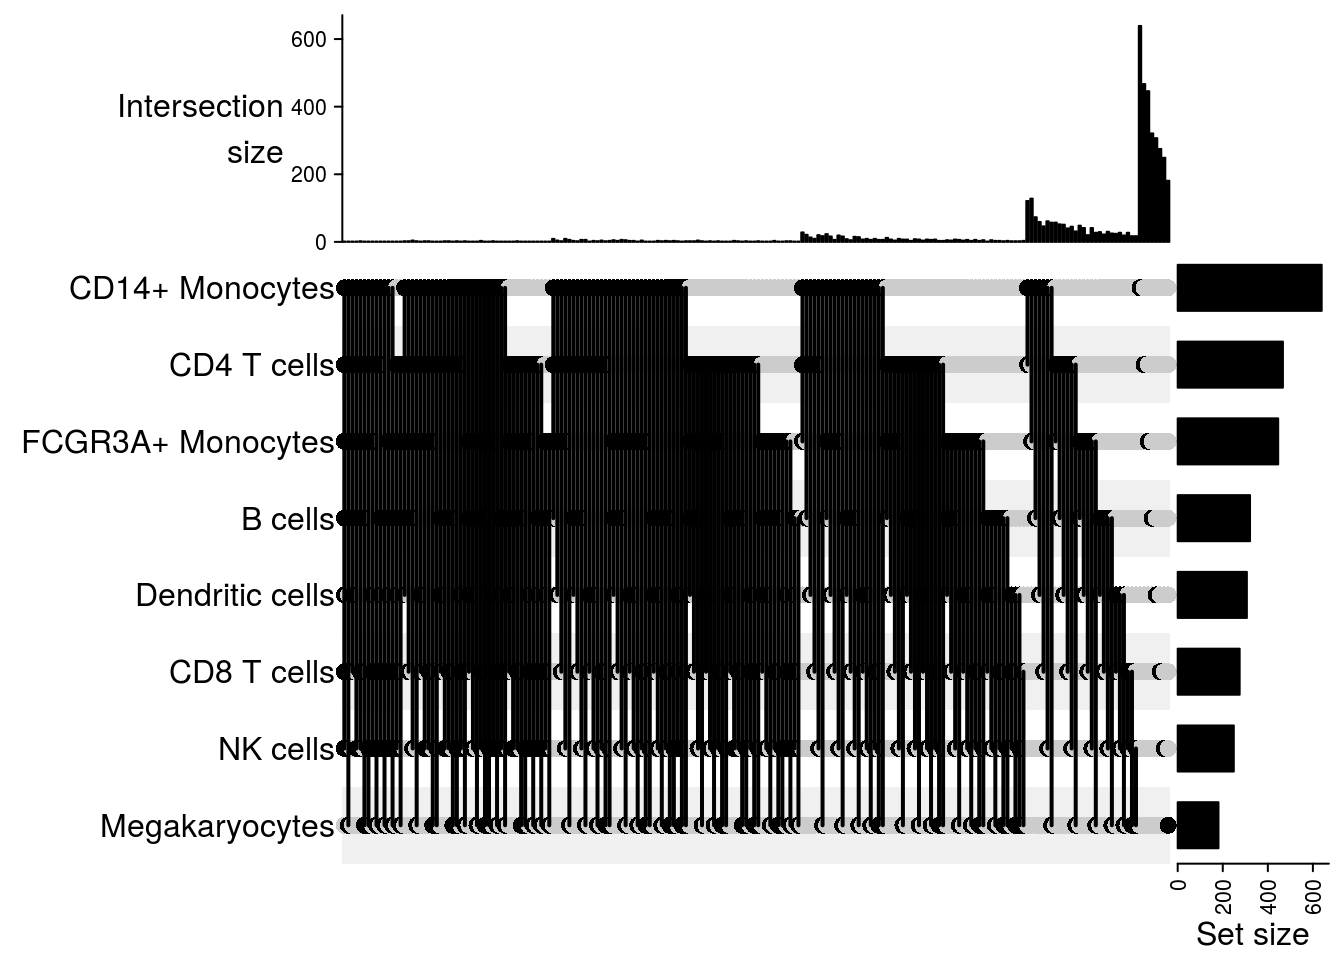 600
400
200
0
Intersection
size
CD14+ Monocytes
CD4 T cells
FCGR3A+ Monocytes
B cells
Dendritic cells
CD8 T cells
NK cells
Megakaryocytes
0
200
400
600
Set size